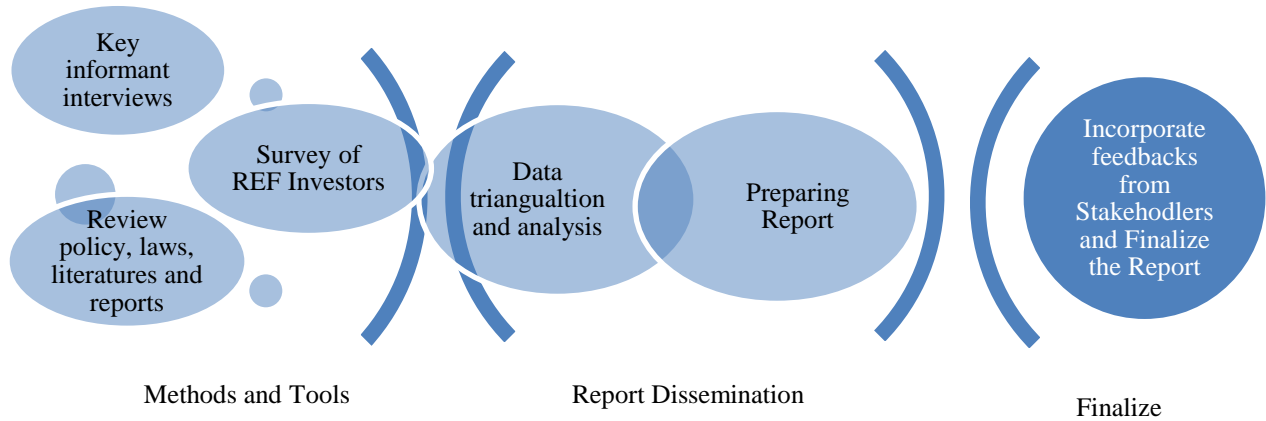 Key
informant
interviews
Survey of
REF Investors
Review
policy, laws,
literatures and
reports
Data
triangualtion
and analysis
Preparing
Report
Incorporate
feedbacks
from
Stakehodlers
and Finalize
the Report
Methods and Tools
Report Dissemination
Finalize